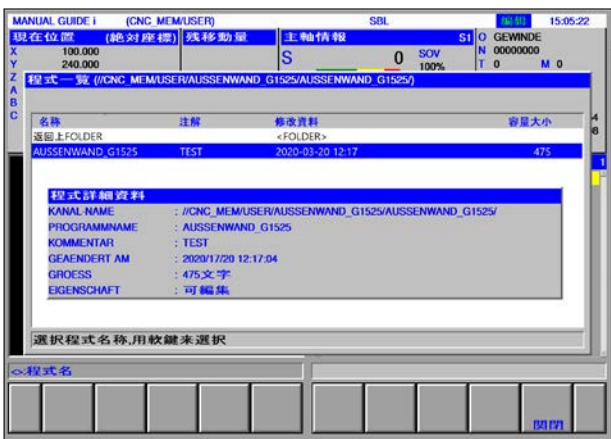 MANUAL GUIDE i (CNC_MEM/USER) SBL 編輯 15:05:22
現在位置 (絶対座標) 残移動量 主軸情報 S1 O GEWINDE
X 100.000 S 0 SOV N 00000000
Y 240.000 100% T 0 M 0
Z 程式一覧 (//CNC_MEM/USER/AUSSENWAND_G1525/AUSSENWAND_G1525/)
A
B
C
名称 注解 修改資料 容量大小
返回上FOLDER <FOLDER>
AUSSENWAND_G1525 TEST 2020-03-20 12:17 475
1
程式詳細資料
KANAL-NAME : //CNC_MEM/USER/AUSSENWAND_G1525/AUSSENWAND_G1525/
PROGRAMMNAME : AUSSENWAND_G1525
KOMMENTAR : TEST
GEAENDERT AM : 2020/17/20 12:17:04
GROESS : 475文字
EIGENSCHAFT : 可編集
選択程式名称,用軟鍵来選択
<>:程式名
関閉